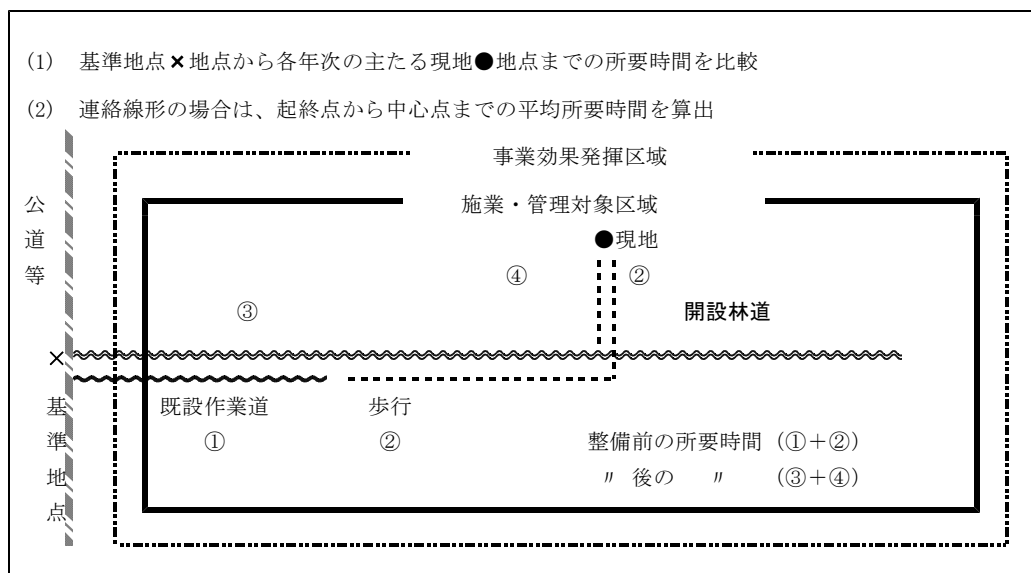 (1) 基準地点×地点から各年次の主たる現地●地点までの所要時間を比較
(2) 連絡線形の場合は、起終点から中心点までの平均所要時間を算出
事業効果発揮区域
施業・管理対象区域
公道等
●現地
④ ②
③ 開設林道
×
基準地点
既設作業道 歩行
① ②
整備前の所要時間(①+②)
〃 後の 〃 (③+④)